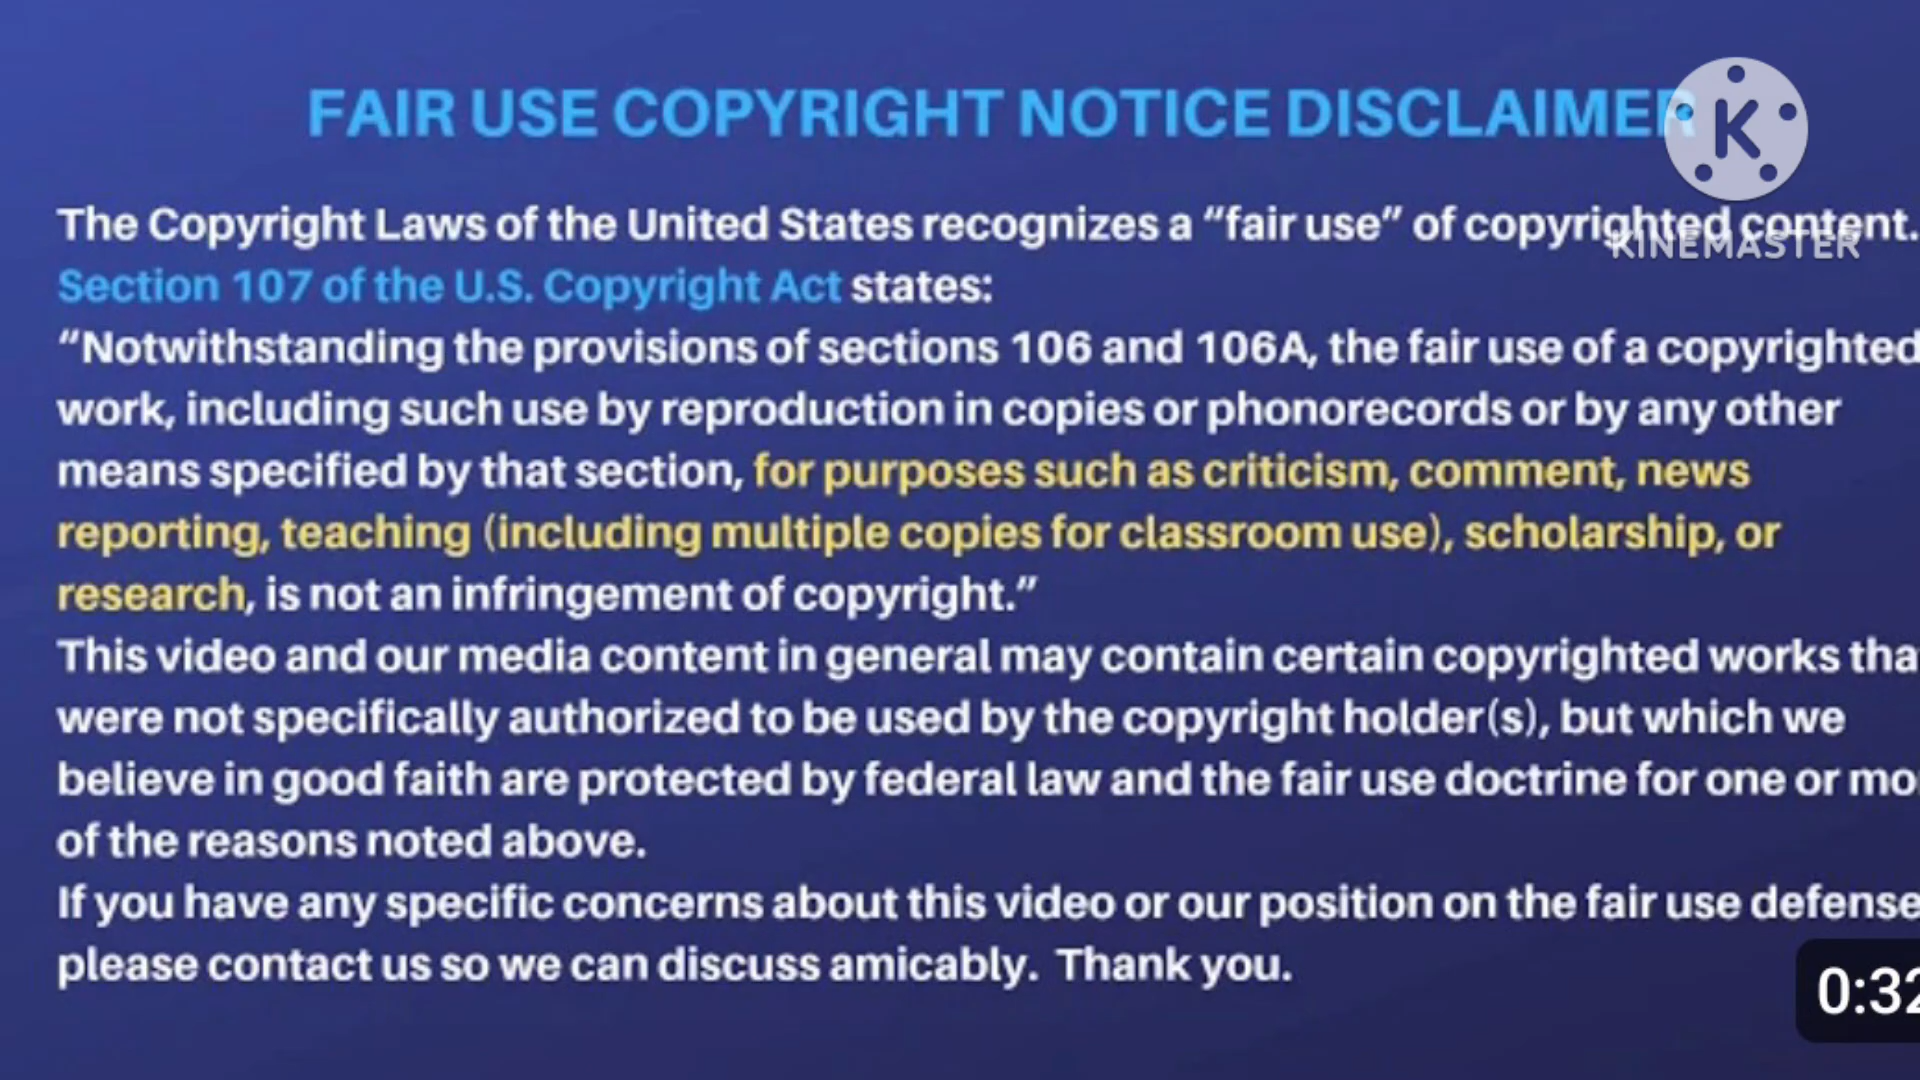 FAIR USE COPYRIGHT NOTICE DISCLAIMER
K
KINEMASTER
The Copyright Laws of the United States recognizes a “fair use” of copyrighted content.
Section 107 of the U.S. Copyright Act states:
“Notwithstanding the provisions of sections 106 and 106A, the fair use of a copyrighted
work, including such use by reproduction in copies or phonorecords or by any other
means specified by that section, for purposes such as criticism, comment, news
reporting, teaching (including multiple copies for classroom use), scholarship, or
research, is not an infringement of copyright.”
This video and our media content in general may contain certain copyrighted works tha
were not specifically authorized to be used by the copyright holder(s), but which we
believe in good faith are protected by federal law and the fair use doctrine for one or mo
of the reasons noted above.
If you have any specific concerns about this video or our position on the fair use defense
please contact us so we can discuss amicably. Thank you.
0:32